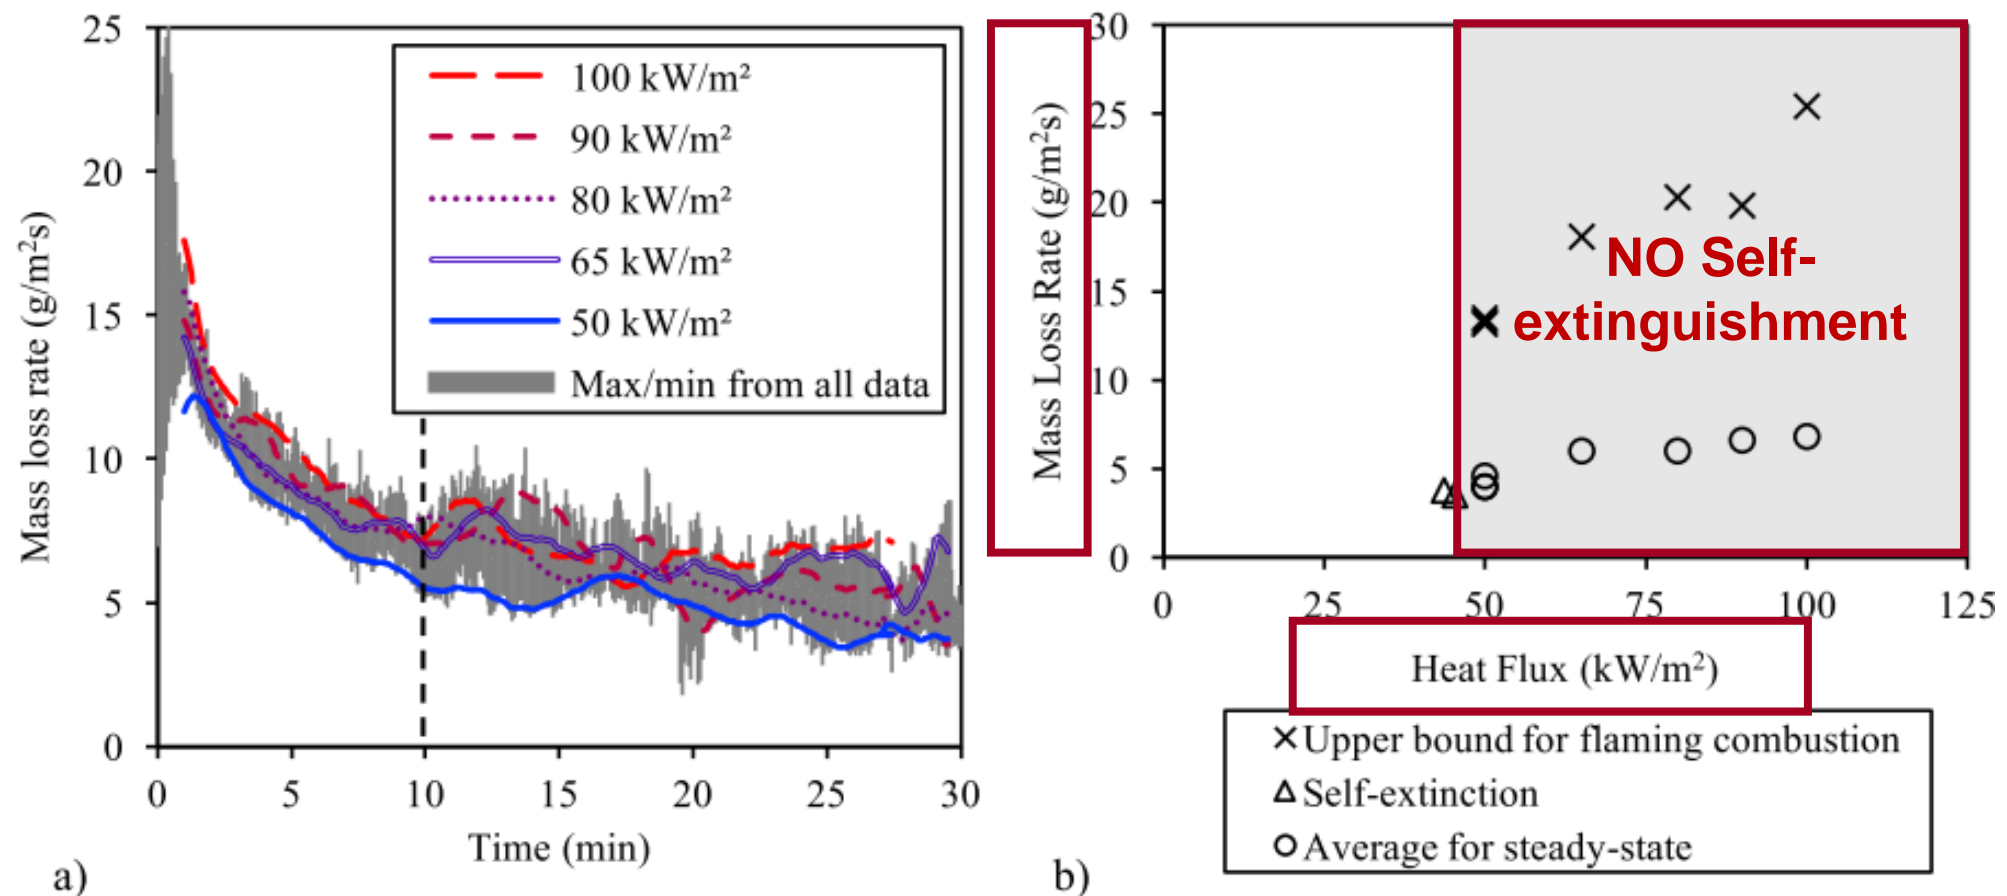 25
20
15
10
5
0
Mass loss rate (g/m²s)
100 kW/m²
90 kW/m²
80 kW/m²
65 kW/m²
50 kW/m²
Max/min from all data
0 5 10 15 20 25 30
Time (min)
a)
30
25
20
15
10
5
0
Mass Loss Rate (g/m²s)
NO Self-
extinguishment
0 25 50 75 100 125
Heat Flux (kW/m²)
Upper bound for flaming combustion
Self-extinction
Average for steady-state
b)